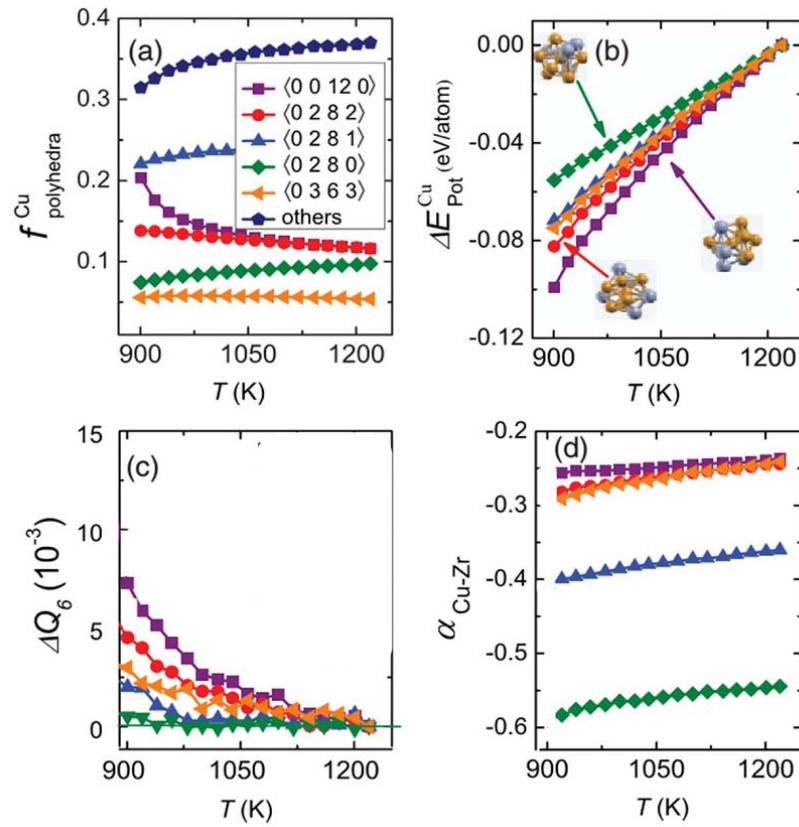 (a)
0.4
0.3
0.2
0.1
f Cu polyhedra
⟨0 0 12 0⟩
⟨0 2 8 2⟩
⟨0 2 8 1⟩
⟨0 2 8 0⟩
⟨0 3 6 3⟩
others
900 1050 1200
T (K)
(b)
0.00
-0.04
-0.08
-0.12
ΔE Cu Pot (eV/atom)
900 1050 1200
T (K)
(c)
15
10
5
0
ΔQ6 (10-3)
900 1050 1200
T (K)
(d)
-0.2
-0.3
-0.4
-0.5
-0.6
αCu-Zr
900 1050 1200
T (K)